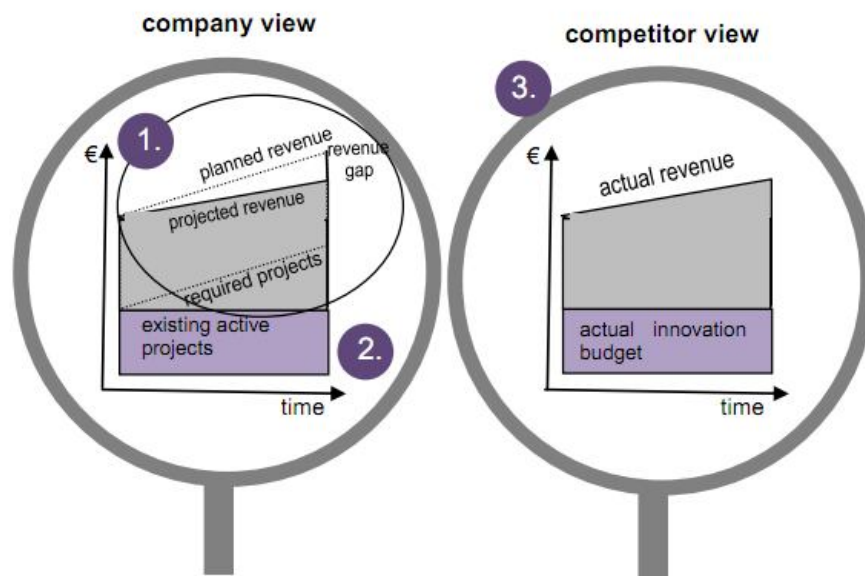 company view
competitor view
1.
€
planned revenue
revenue
gap
projected revenue
required projects
existing active
projects
2.
time
3.
€
actual revenue
actual innovation
budget
time